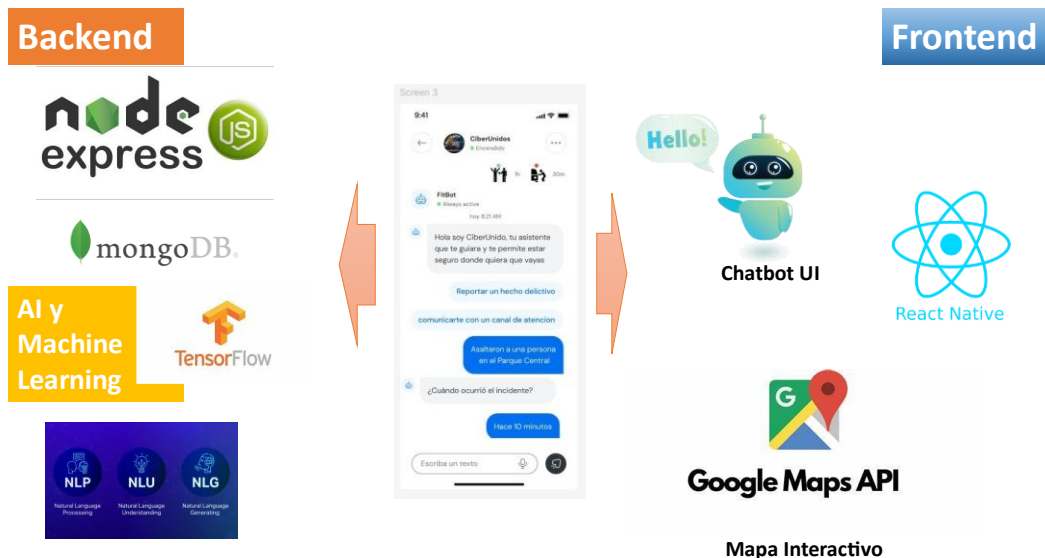 Backend
Frontend
node
JS
express
mongoDB.
AI y
Machine
Learning
TensorFlow
NLP
NLU
NLG
Natural Language
Processing
Natural Language
Understanding
Natural Language
Generating
Screen 3
9:41
CiberUnidos
Encendido
1h
30m
FitBot
Always active
hoy 8:21 AM
Hola soy CiberUnido, tu asistente
que te guiara y te permite estar
seguro donde quiera que vayas
Reportar un hecho delictivo
comunicarte con un canal de atencion
Asaltaron a una persona
en el Parque Central
¿Cuándo ocurrió el incidente?
Hace 10 minutos
Escriba un texto
Hello!
Chatbot UI
React Native
G
Google Maps API
Mapa Interactivo